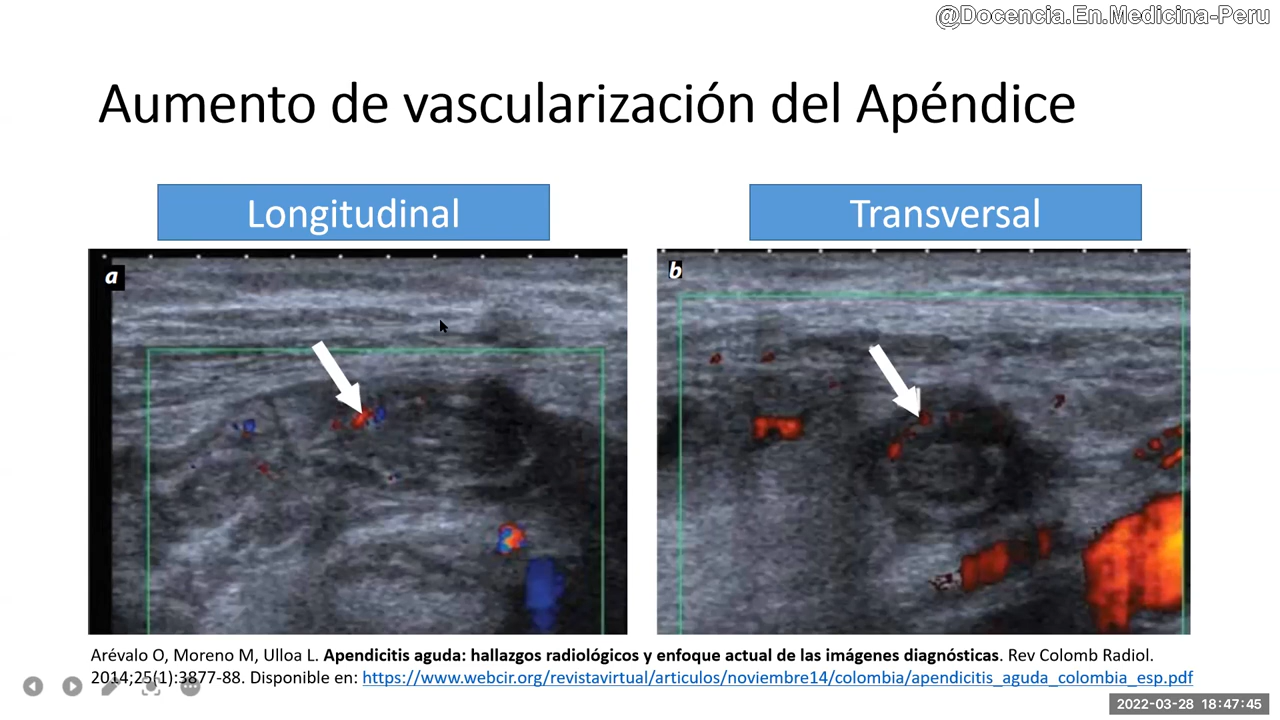 @Docencia.En.Medicina-Peru
Aumento de vascularización del Apéndice
Longitudinal
Transversal
a
b
Arévalo O, Moreno M, Ulloa L. Apendicitis aguda: hallazgos radiológicos y enfoque actual de las imágenes diagnósticas. Rev Colomb Radiol.
2014;25(1):3877-88. Disponible en: https://www.webcir.org/revistavirtual/articulos/noviembre14/colombia/apendicitis_aguda_colombia_esp.pdf
2022-03-28 18:47:45